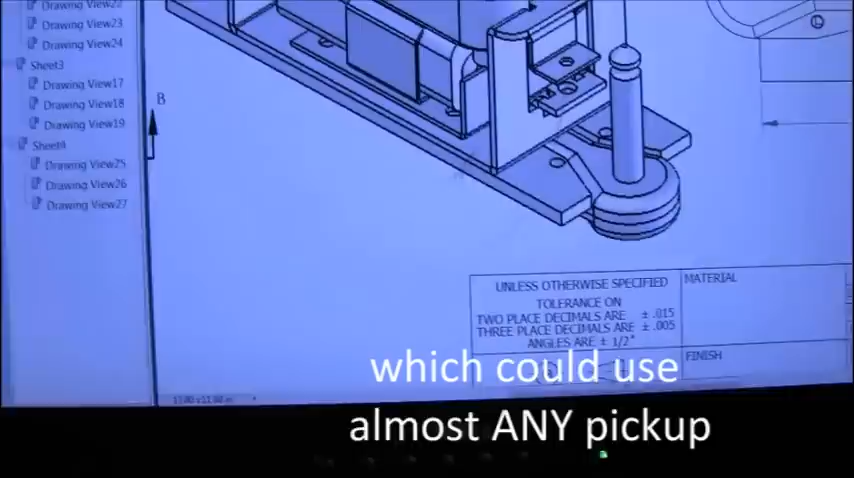 Drawing View22
Drawing View23
Drawing View24
Sheet3
Drawing View17
Drawing View18
Drawing View19
Sheet4
Drawing View25
Drawing View26
Drawing View27
B
UNLESS OTHERWISE SPECIFIED
TOLERANCE ON
TWO PLACE DECIMALS ARE ± .015
THREE PLACE DECIMALS ARE ± .005
ANGLES ARE ± 1/2°
MATERIAL
FINISH
which could use
almost ANY pickup